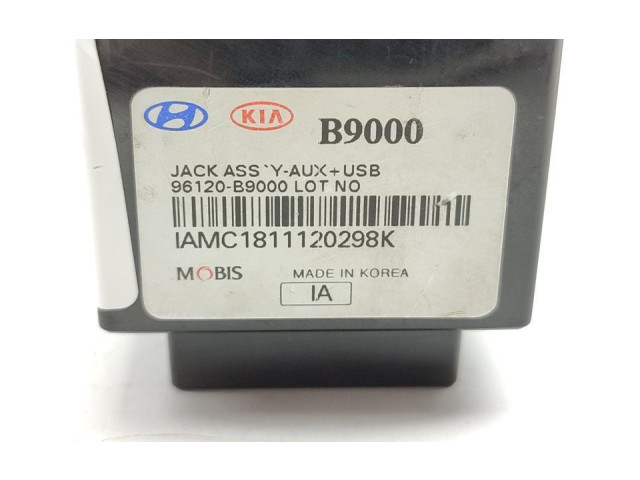 KIA B9000
JACK ASS`Y-AUX+USB
96120-B9000 LOT NO
IAMC1811120298K
MOBIS MADE IN KOREA
IA